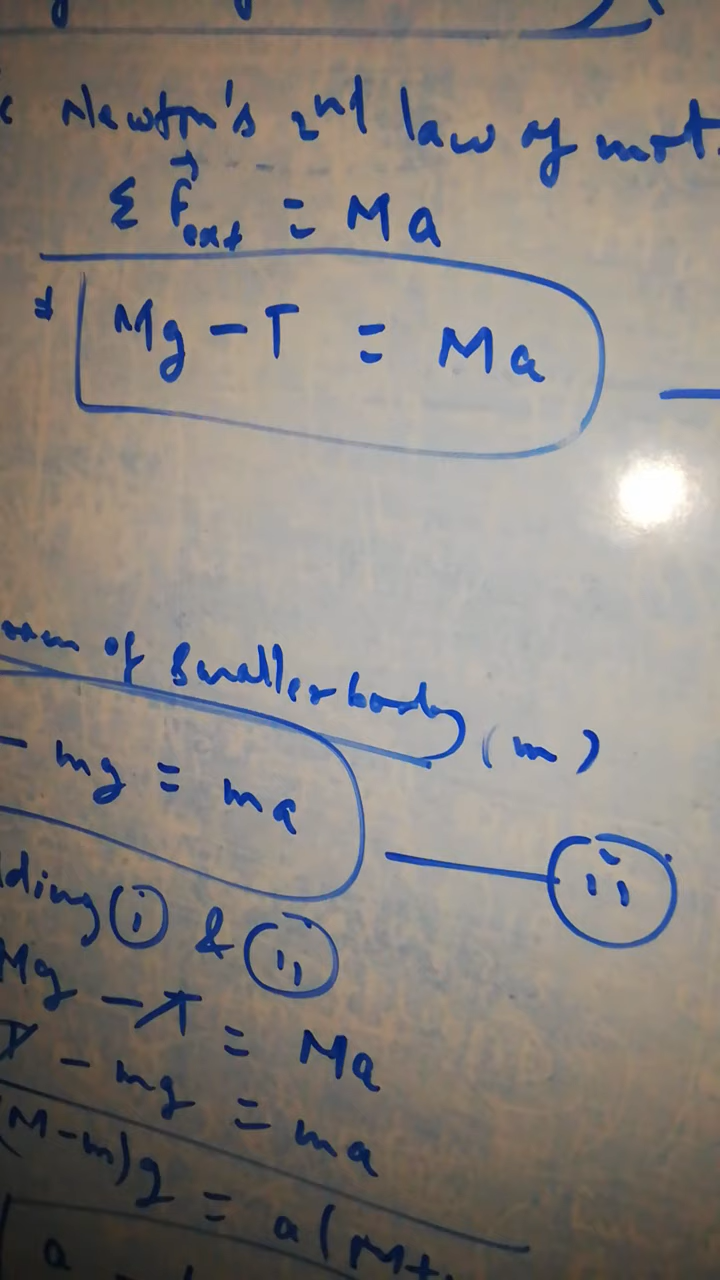 Newton's 2nd law of mot
Σ F⃗ext = Ma
Mg - T = Ma
of smaller body (m)
- mg = ma
(ii)
(i) & (ii)
Mg - T = Ma
T - mg = ma
(M-m)g = a(M+
a